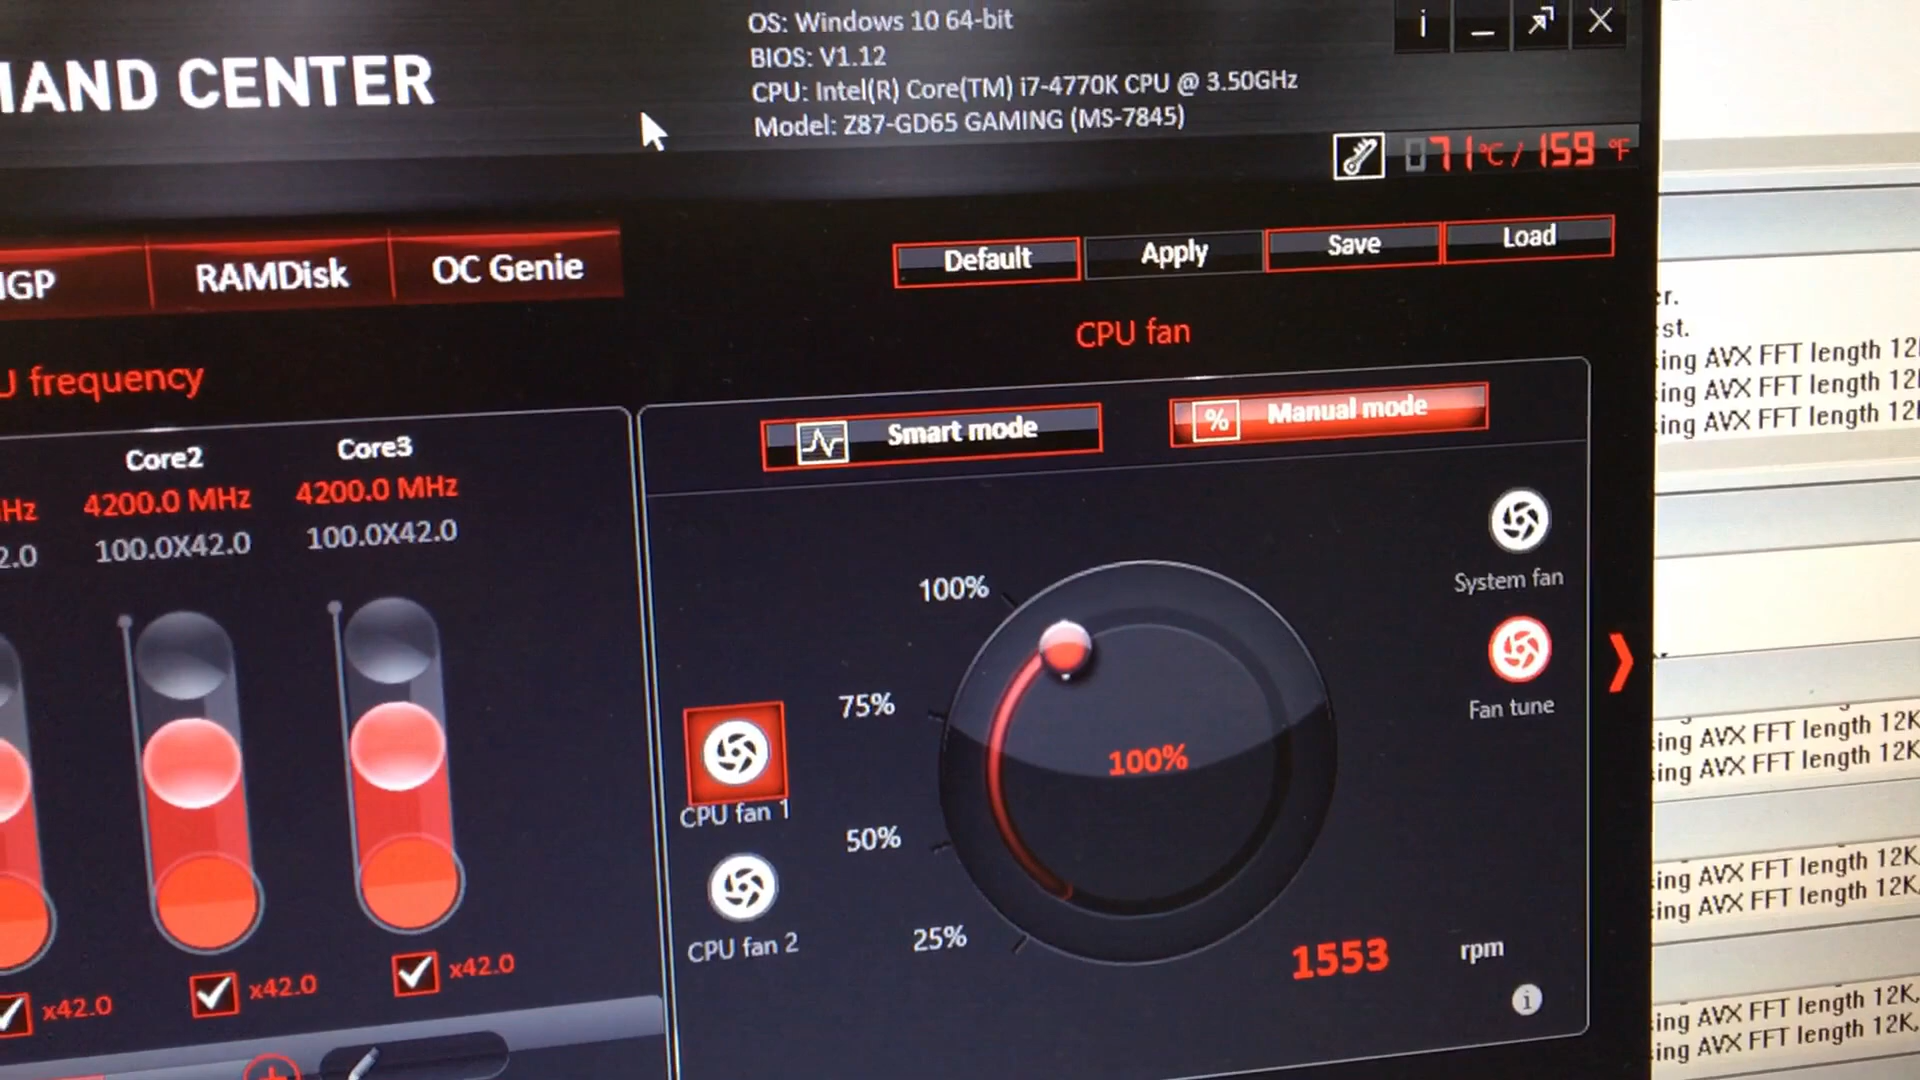 MAND CENTER
OS: Windows 10 64-bit
BIOS: V1.12
CPU: Intel(R) Core(TM) i7-4770K CPU @ 3.50GHz
Model: Z87-GD65 GAMING (MS-7845)
i
71°C / 159 °F
IGP
RAMDisk
OC Genie
Default
Apply
Save
Load
U frequency
Core2
Core3
Hz
4200.0 MHz
4200.0 MHz
2.0
100.0X42.0
100.0X42.0
x42.0
x42.0
x42.0
CPU fan
Smart mode
% Manual mode
CPU fan 1
CPU fan 2
100%
75%
50%
25%
100%
1553 rpm
i
System fan
Fan tune
er.
st.
ing AVX FFT length 12
ing AVX FFT length 12
ing AVX FFT length 12
ing AVX FFT length 12K
ing AVX FFT length 12K
ing AVX FFT length 12K,
ing AVX FFT length 12K,
ing AVX FFT length 12K,
ing AVX FFT length 12K,